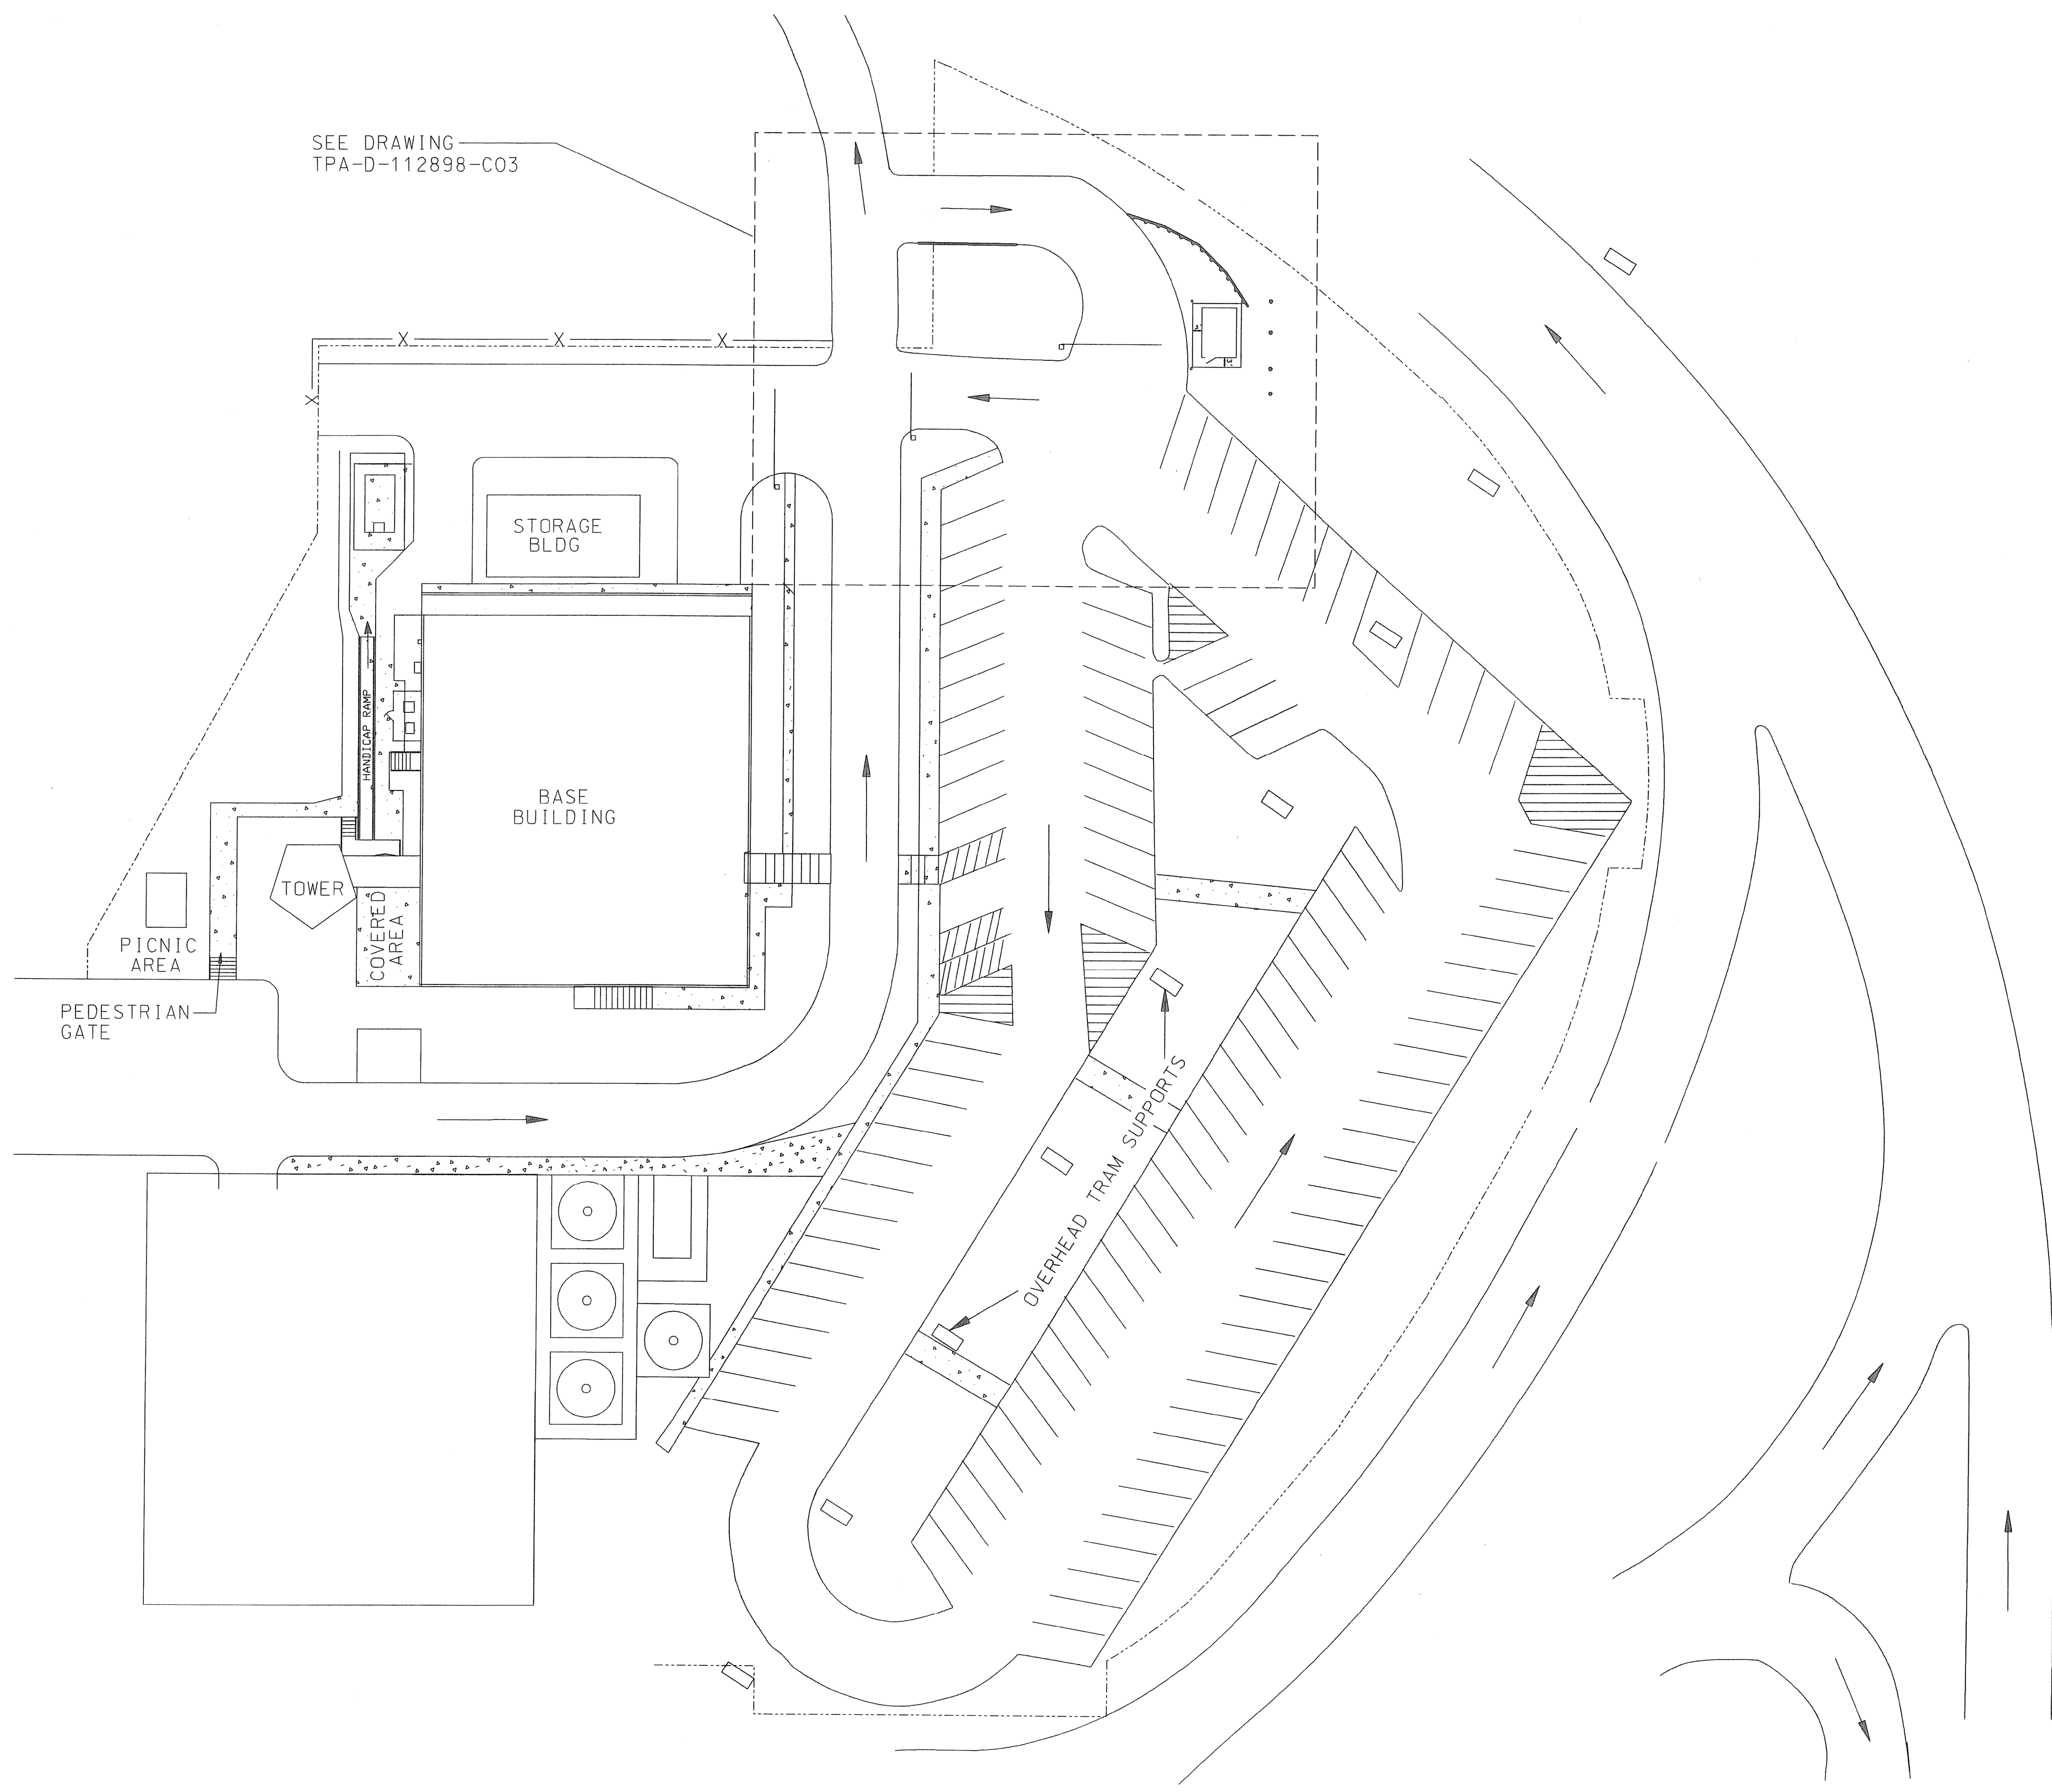 SEE DRAWING
TPA-D-112898-C03
STORAGE
BLDG
HANDICAP RAMP
BASE
BUILDING
TOWER
COVERED
AREA
PICNIC
AREA
PEDESTRIAN
GATE
OVERHEAD TRAM SUPPORTS